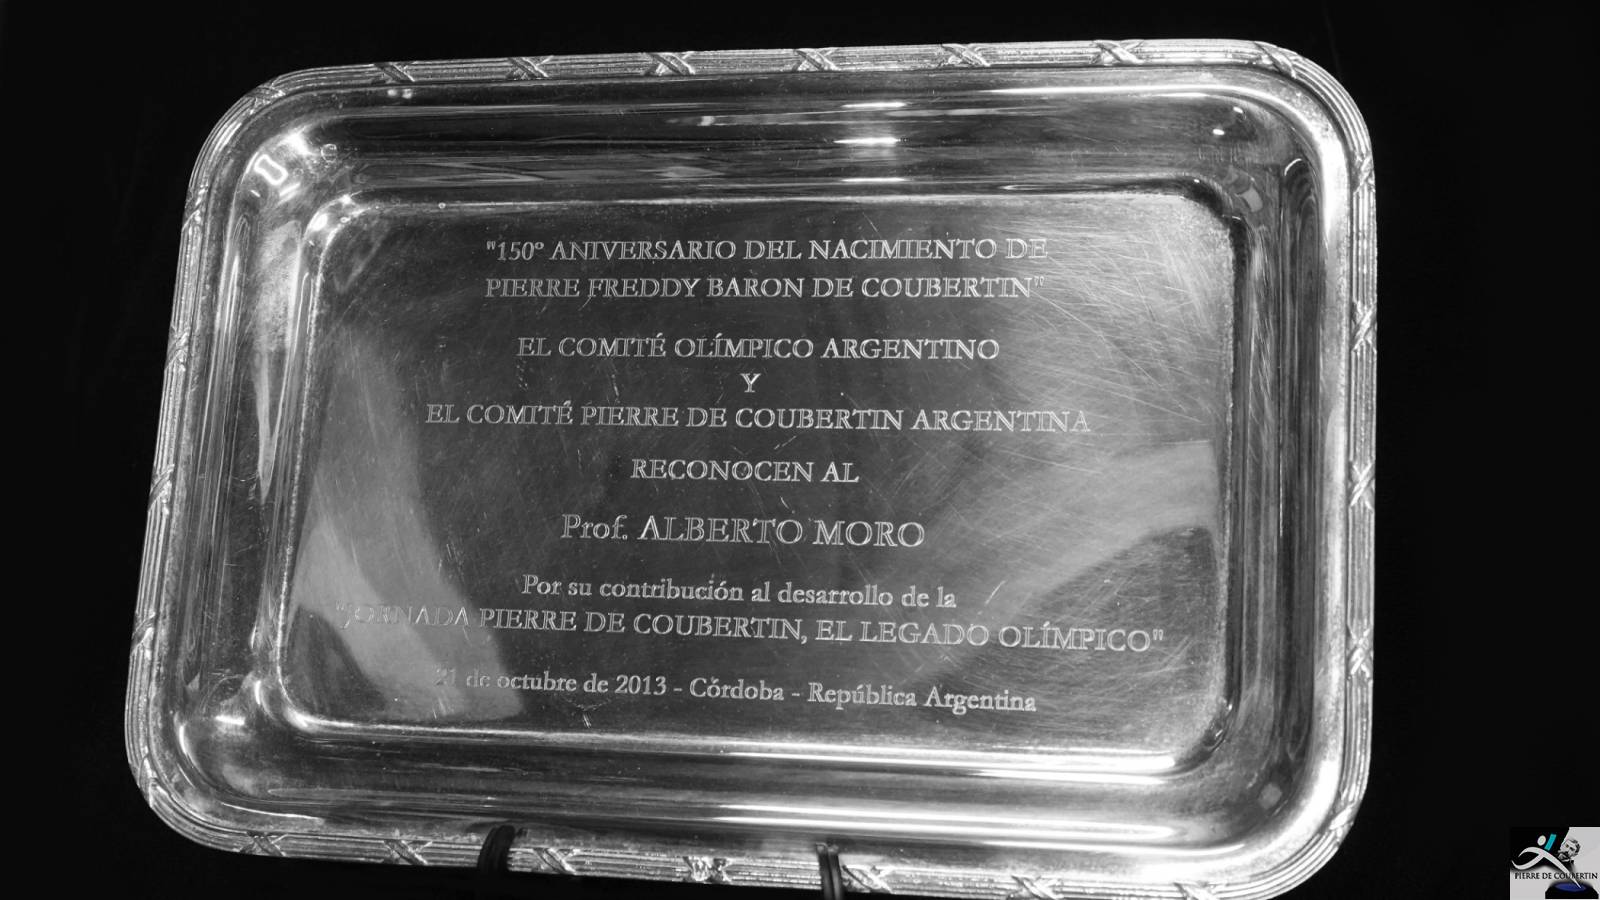 "150º ANIVERSARIO DEL NACIMIENTO DE
PIERRE FREDDY BARON DE COUBERTIN"
EL COMITÉ OLÍMPICO ARGENTINO
Y
EL COMITÉ PIERRE DE COUBERTIN ARGENTINA
RECONOCEN AL
Prof. ALBERTO MORO
Por su contribución al desarrollo de la
"JORNADA PIERRE DE COUBERTIN, EL LEGADO OLÍMPICO"
21 de octubre de 2013 - Córdoba - República Argentina
PIERRE DE COUBERTIN